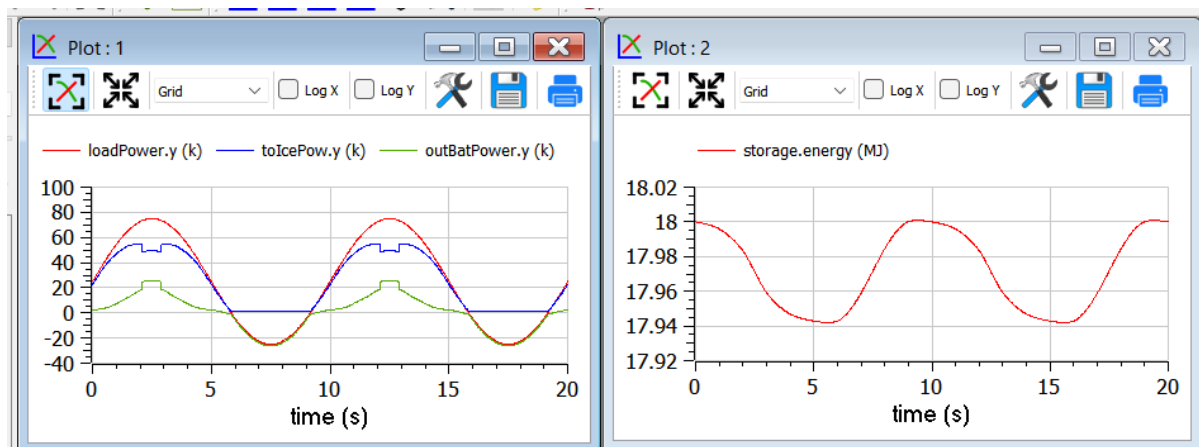 Plot : 1
Grid Log X Log Y
loadPower.y (k) toIcePow.y (k) outBatPower.y (k)
100
80
60
40
20
0
-20
-40
0 5 10 15 20
time (s)
Plot : 2
Grid Log X Log Y
storage.energy (MJ)
18.02
18
17.98
17.96
17.94
17.92
0 5 10 15 20
time (s)